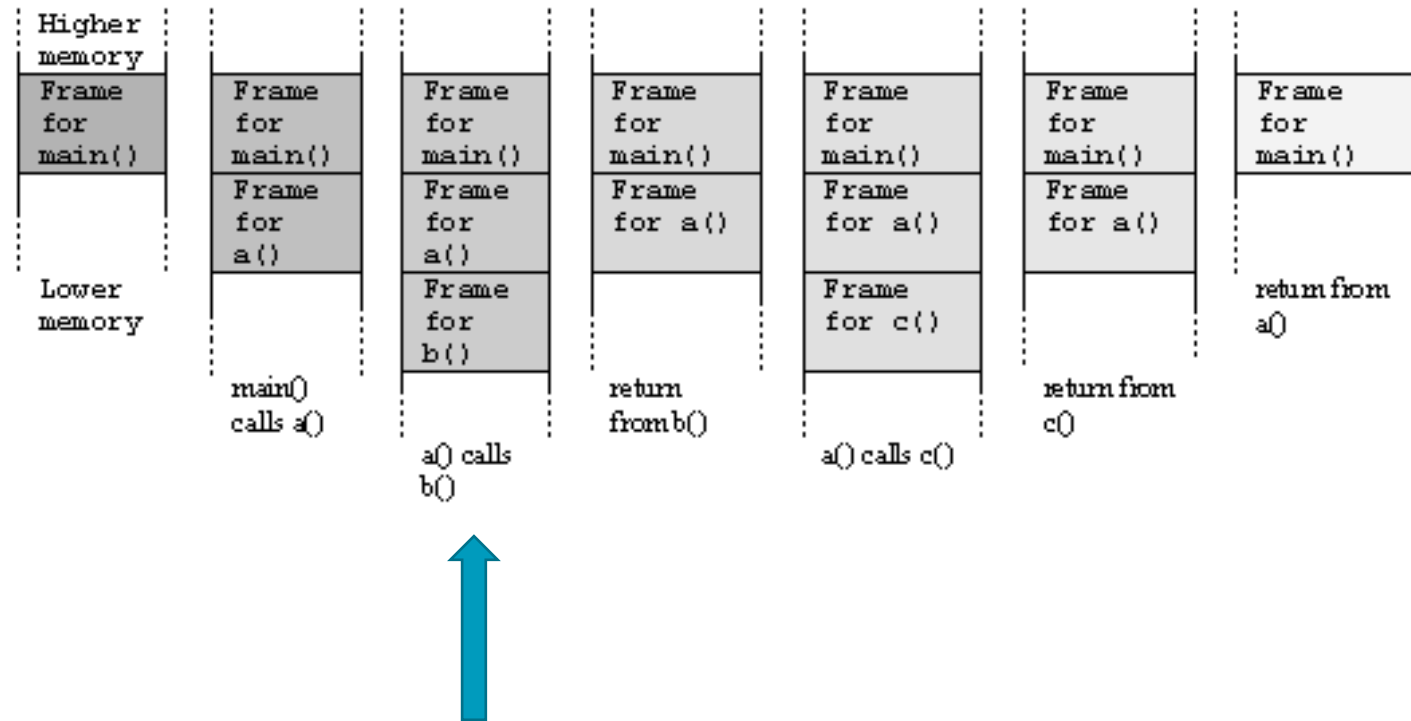 Higher
memory
Frame
for
main()
Lower
memory
Frame
for
main()
Frame
for
a()
main()
calls a()
Frame
for
main()
Frame
for
a()
Frame
for
b()
a() calls
b()
Frame
for
main()
Frame
for a()
return
from b()
Frame
for
main()
Frame
for a()
Frame
for c()
a() calls c()
Frame
for
main()
Frame
for a()
return from
c()
Frame
for
main()
return from
a()